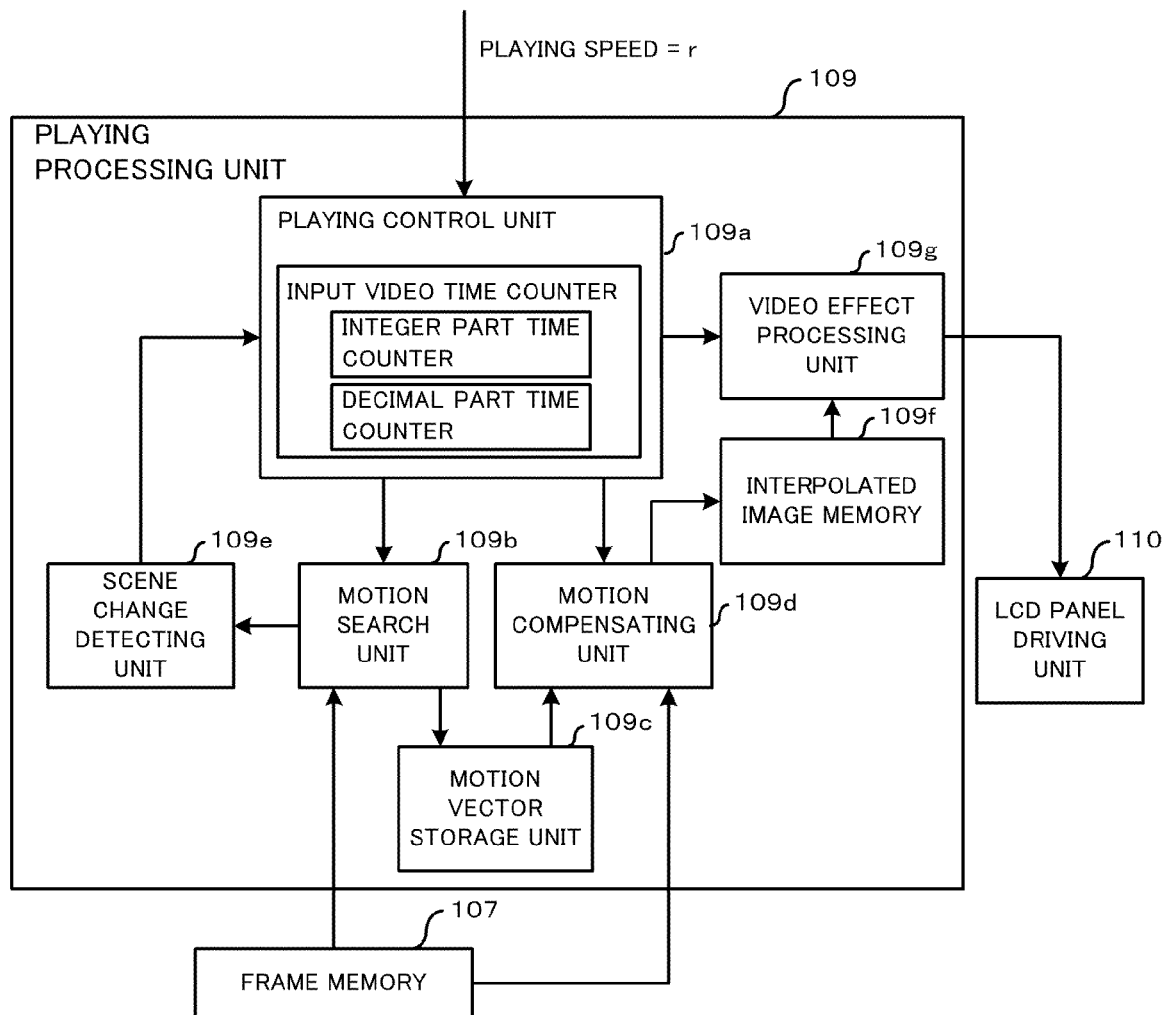 PLAYING SPEED = r
109
PLAYING
PROCESSING UNIT
PLAYING CONTROL UNIT
109a
INPUT VIDEO TIME COUNTER
INTEGER PART TIME
COUNTER
DECIMAL PART TIME
COUNTER
109g
VIDEO EFFECT
PROCESSING
UNIT
109f
INTERPOLATED
IMAGE MEMORY
109e
SCENE
CHANGE
DETECTING
UNIT
109b
MOTION
SEARCH
UNIT
MOTION
COMPENSATING
UNIT
109d
110
LCD PANEL
DRIVING
UNIT
109c
MOTION
VECTOR
STORAGE UNIT
107
FRAME MEMORY